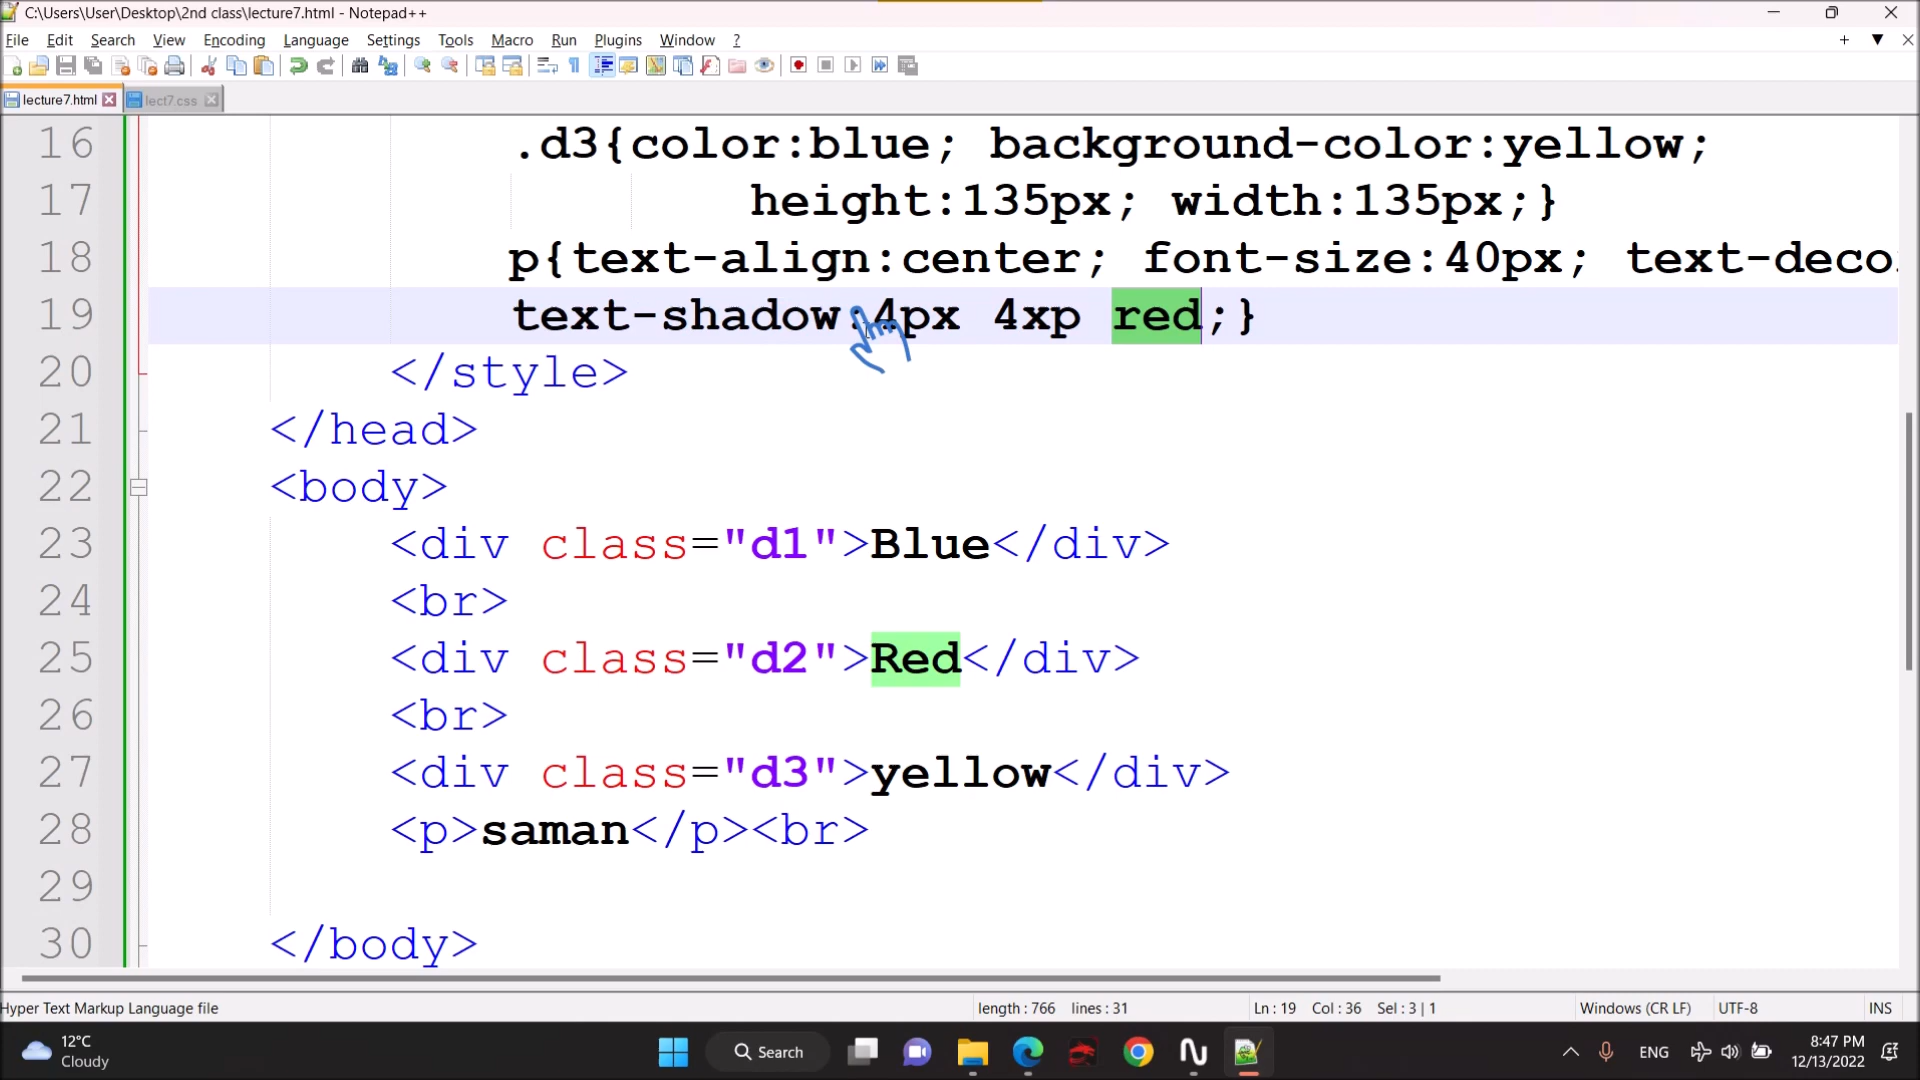 C:\Users\User\Desktop\2nd class\lecture7.html - Notepad++
File Edit Search View Encoding Language Settings Tools Macro Run Plugins Window ?
lecture7.html lect7.css
16 .d3{color:blue; background-color:yellow;
17 height:135px; width:135px;}
18 p{text-align:center; font-size:40px; text-deco
19 text-shadow:4px 4xp red;}
20 </style>
21 </head>
22 <body>
23 <div class="d1">Blue</div>
24 <br>
25 <div class="d2">Red</div>
26 <br>
27 <div class="d3">yellow</div>
28 <p>saman</p><br>
29
30 </body>
Hyper Text Markup Language file length : 766 lines : 31 Ln : 19 Col : 36 Sel : 3 | 1 Windows (CR LF) UTF-8 INS
12°C
Cloudy
Search
ENG
8:47 PM
12/13/2022